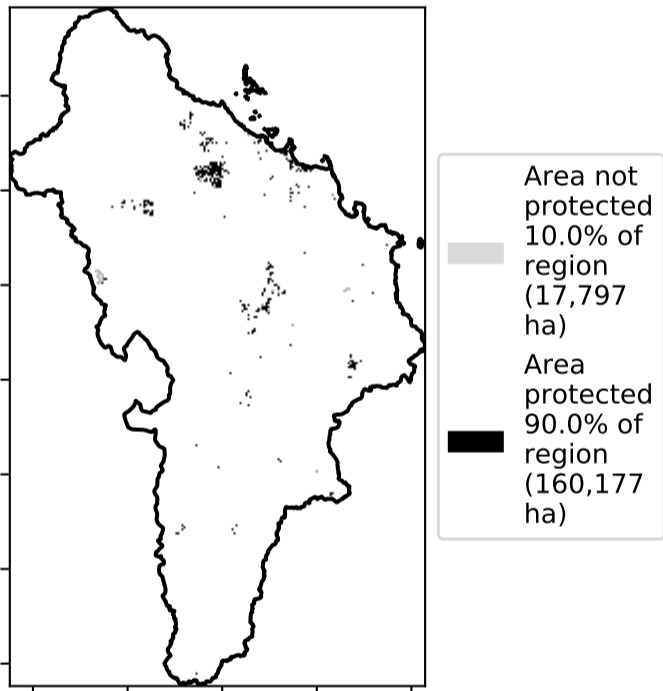 Area not
protected
10.0% of
region
(17,797
ha)
Area
protected
90.0% of
region
(160,177
ha)